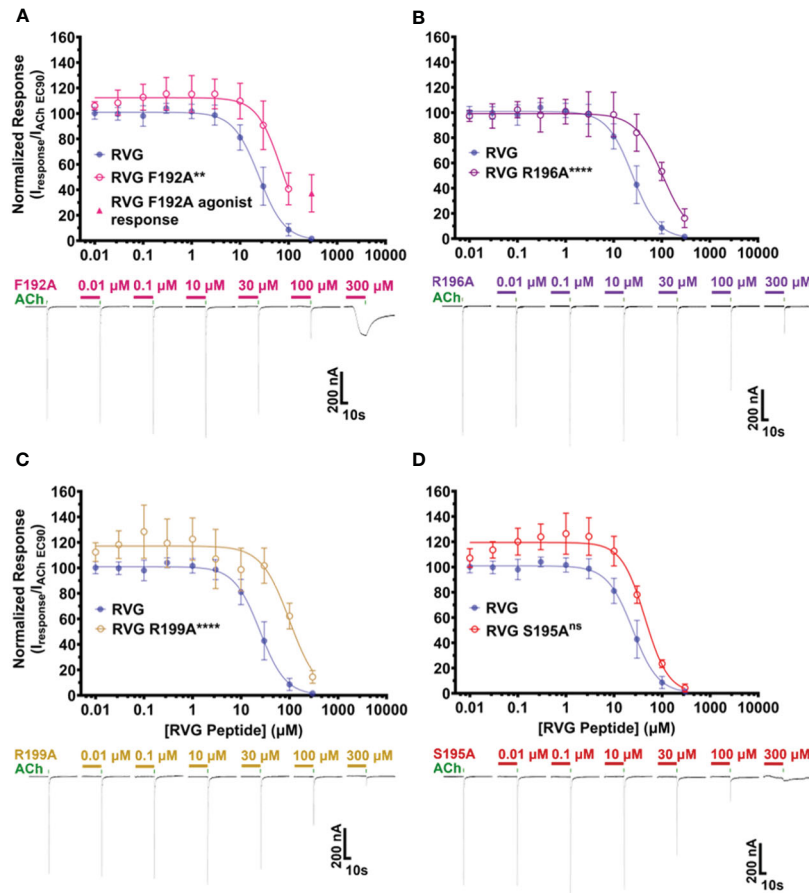 A
Normalized Response
(Iresponse/IACh EC90)
160
140
120
100
80
60
40
20
0
RVG
RVG F192A**
RVG F192A agonist
response
0.01 0.1 1 10 100 1000 10000
F192A 0.01 µM 0.1 µM 10 µM 30 µM 100 µM 300 µM
ACh
200 nA
10s
B
160
140
120
100
80
60
40
20
0
RVG
RVG R196A****
0.01 0.1 1 10 100 1000 10000
R196A 0.01 µM 0.1 µM 10 µM 30 µM 100 µM 300 µM
ACh
200 nA
10s
C
Normalized Response
(Iresponse/IACh EC90)
160
140
120
100
80
60
40
20
0
RVG
RVG R199A****
0.01 0.1 1 10 100 1000 10000
[RVG Peptide] (µM)
R199A 0.01 µM 0.1 µM 10 µM 30 µM 100 µM 300 µM
ACh
200 nA
10s
D
160
140
120
100
80
60
40
20
0
RVG
RVG S195Ans
0.01 0.1 1 10 100 1000 10000
[RVG Peptide] (µM)
S195A 0.01 µM 0.1 µM 10 µM 30 µM 100 µM 300 µM
ACh
200 nA
10s